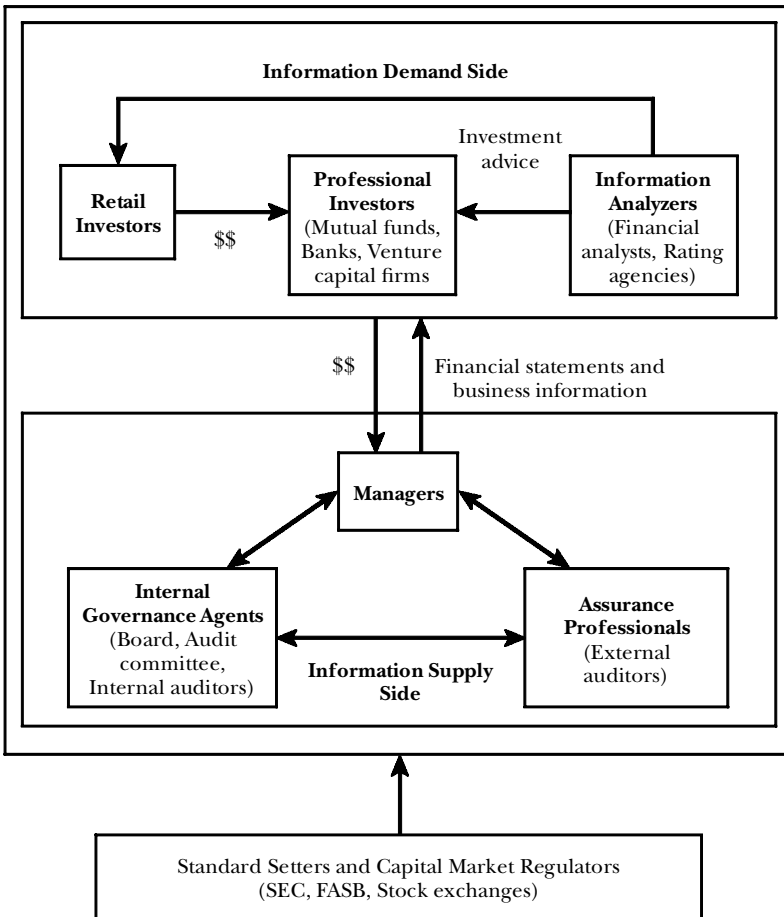 Information Demand Side
Investment
advice
Retail
Investors
$$
Professional
Investors
(Mutual funds,
Banks, Venture
capital firms
Information
Analyzers
(Financial
analysts, Rating
agencies)
$$
Financial statements and
business information
Managers
Internal
Governance Agents
(Board, Audit
committee,
Internal auditors)
Information Supply
Side
Assurance
Professionals
(External
auditors)
Standard Setters and Capital Market Regulators
(SEC, FASB, Stock exchanges)